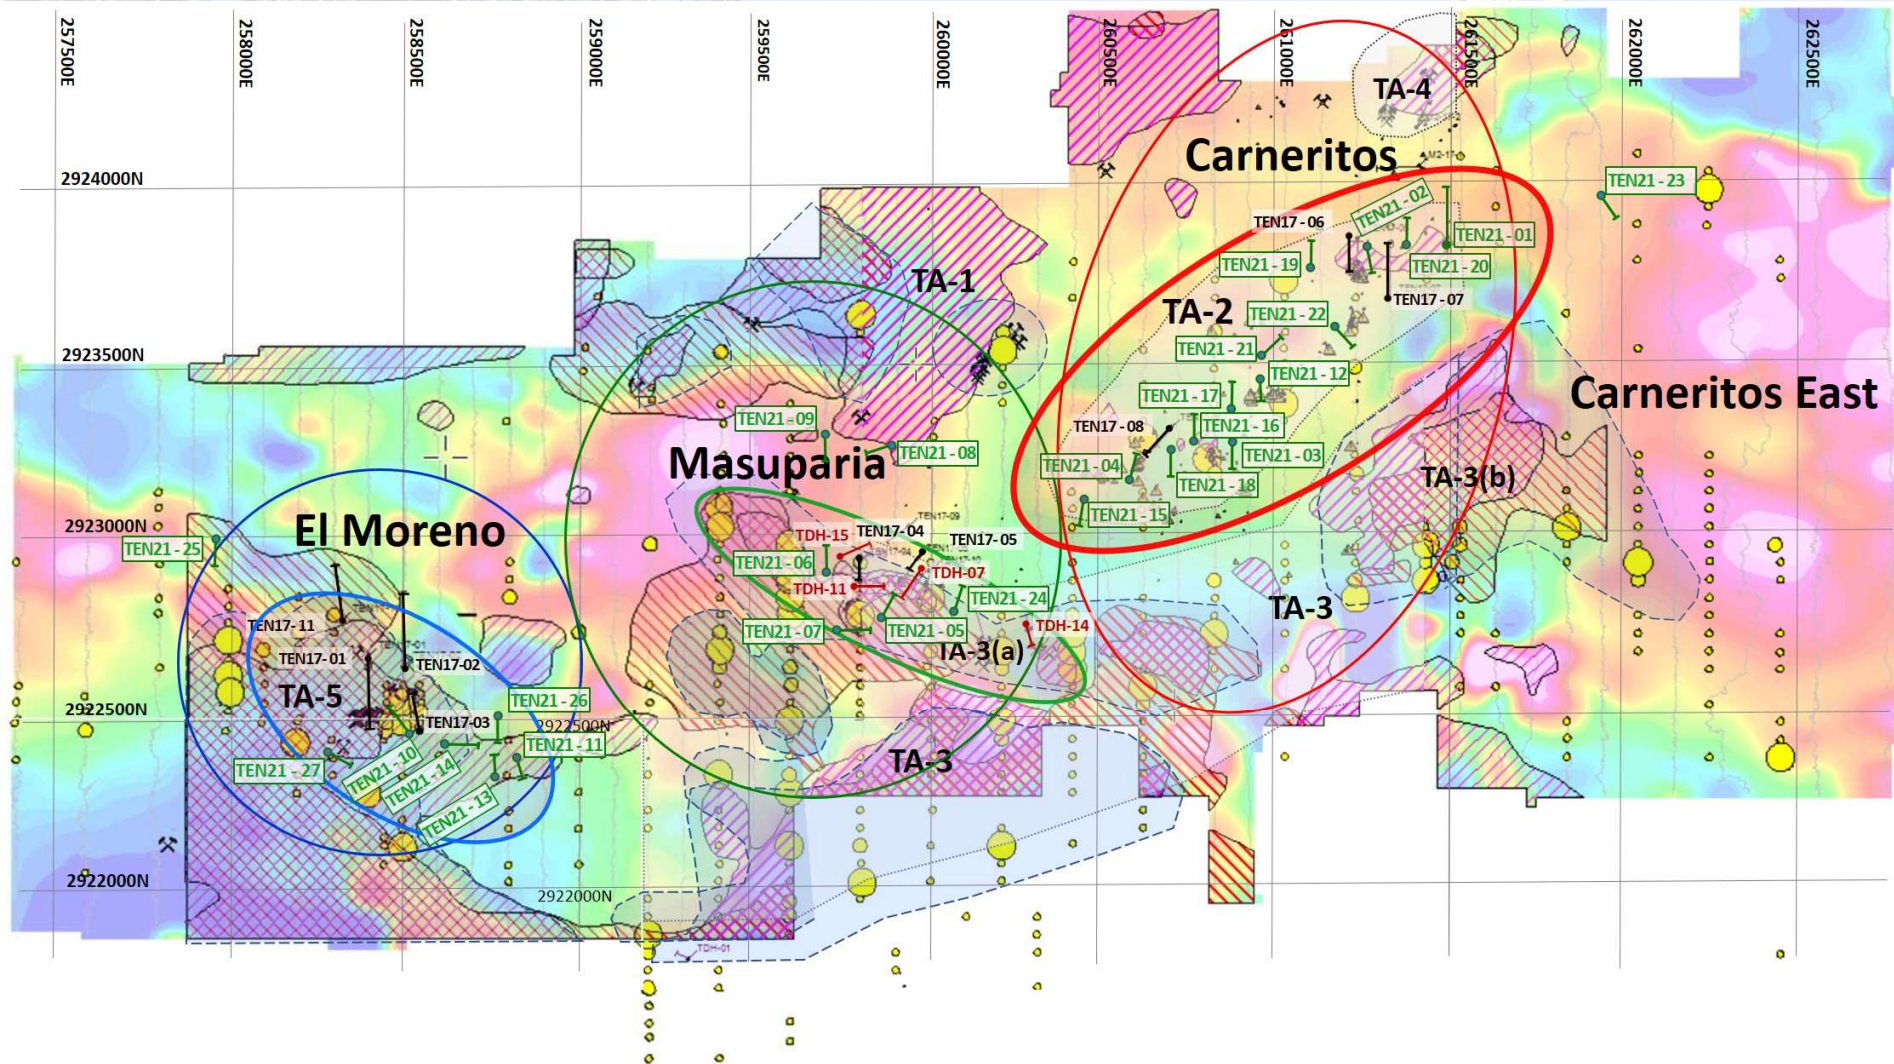 257500E
258000E
258500E
259000E
259500E
260000E
260500E
261000E
261500E
262000E
262500E
TA-4
Carneritos
M2-17
2924000N
TEN21 - 23
TEN21 - 02
TEN17 - 06
TEN21 - 01
TEN21 - 19
TEN21 - 20
TA-1
TEN17 - 07
TA-2
TEN21 - 22
2923500N
TEN21 - 21
TEN21 - 12
Carneritos East
TEN21 - 17
TEN21 - 09
TEN21 - 16
TEN17 - 08
TEN21 - 08
TEN21 - 03
Masuparia
TEN21 - 04
TA-3(b)
TEN21 - 18
TEN21 - 15
TEN17-09
2923000N
El Moreno
TDH-15
TEN17 - 04
TEN17 - 05
TEN21 - 25
TEN21 - 06
TDH-07
TDH-11
TEN21 - 24
TA-3
TEN17- 11
TEN21 - 07
TEN21 - 05
TDH-14
TA-3(a)
TEN17- 01
TEN17 - 02
TA-5
TEN21 - 26
2922500N
TEN17-03
2922500N
TEN21 - 11
TEN21 - 27
TEN21 - 10
TEN21 - 14
TA-3
TEN21 - 13
2922000N
2922000N
TDH-01